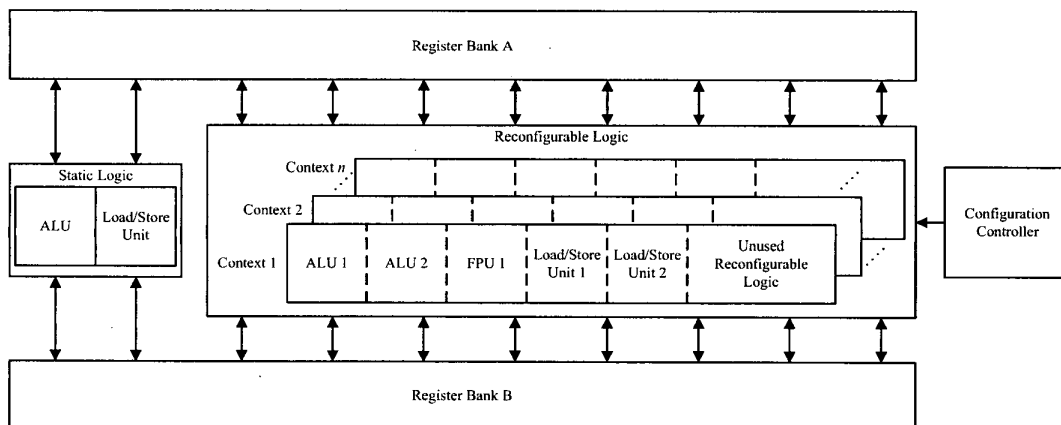 Register Bank A
Reconfigurable Logic
Static Logic
ALU
Load/Store
Unit
Context n
Context 2
Context 1
ALU 1
ALU 2
FPU 1
Load/Store
Unit 1
Load/Store
Unit 2
Unused
Reconfigurable
Logic
Configuration
Controller
Register Bank B